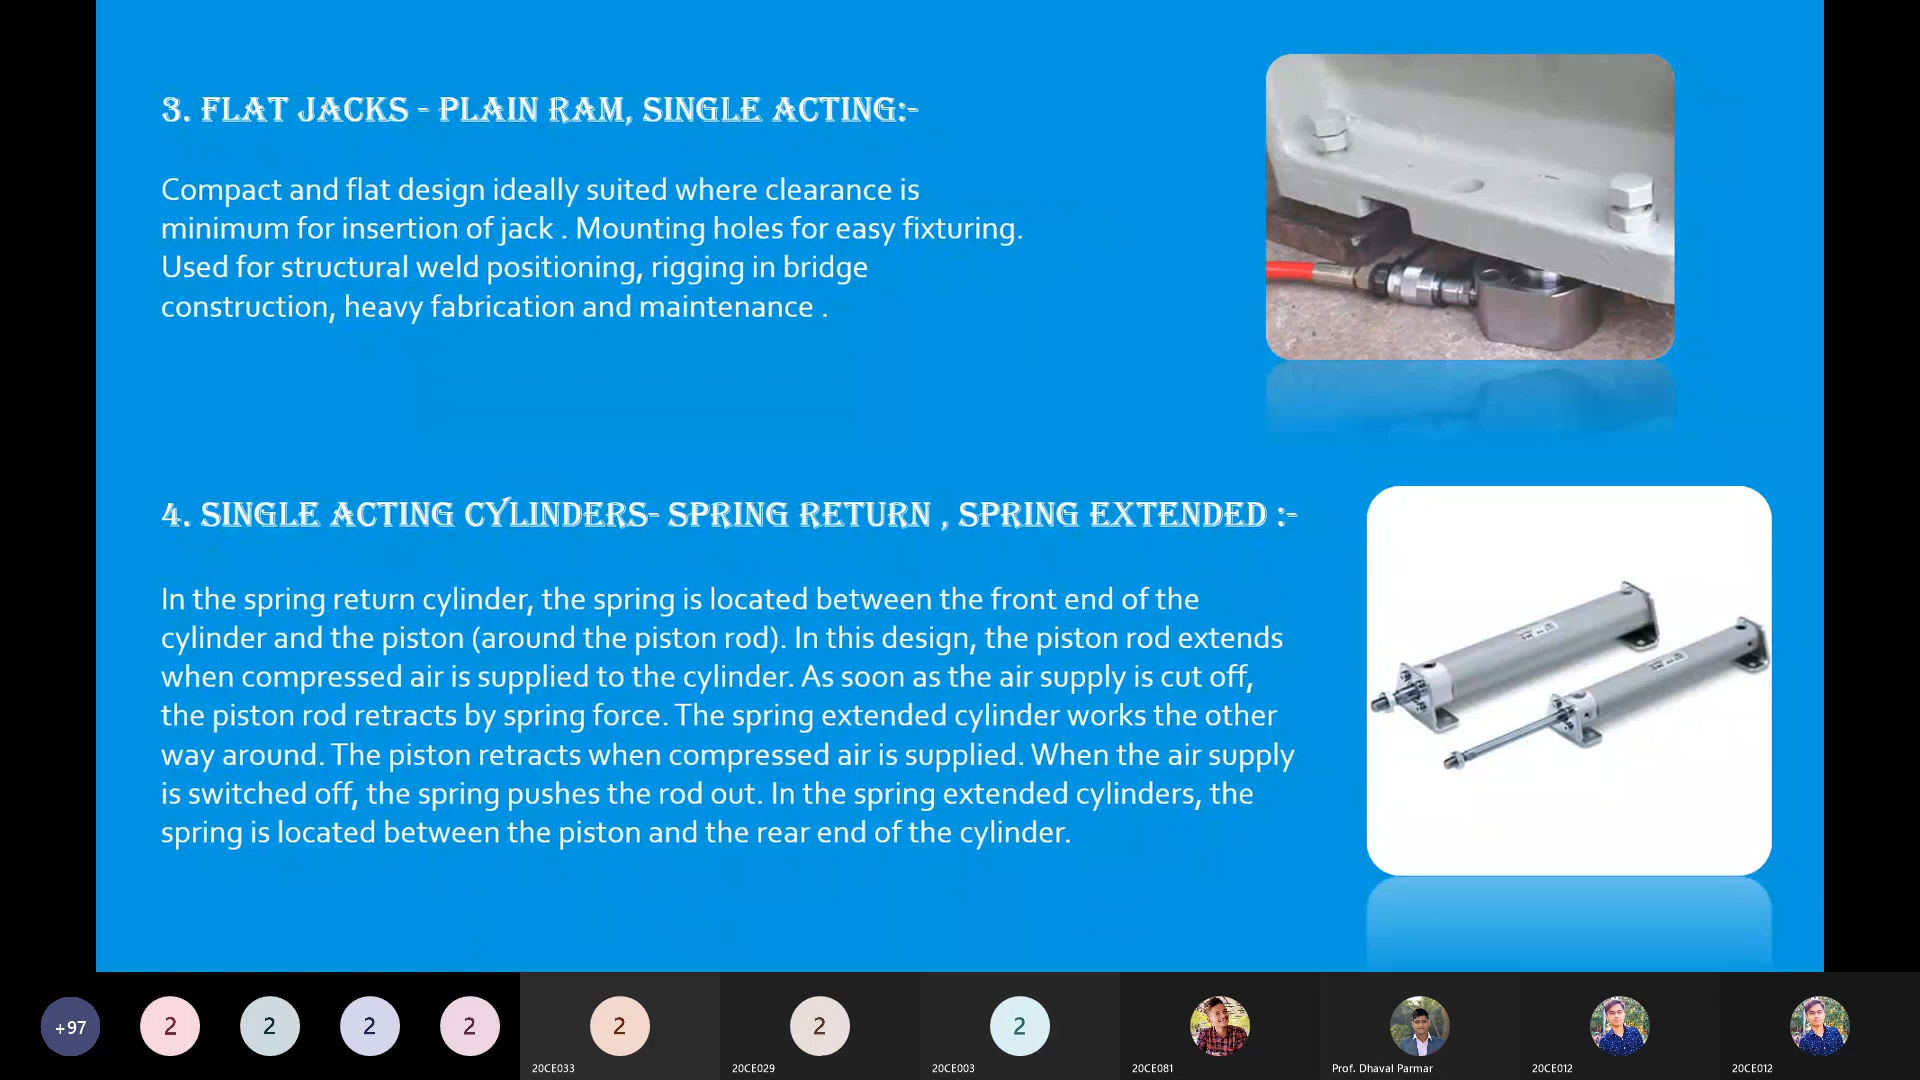 3. FLAT JACKS - PLAIN RAM, SINGLE ACTING:-
Compact and flat design ideally suited where clearance is
minimum for insertion of jack . Mounting holes for easy fixturing.
Used for structural weld positioning, rigging in bridge
construction, heavy fabrication and maintenance .
4. SINGLE ACTING CYLINDERS- SPRING RETURN , SPRING EXTENDED :-
In the spring return cylinder, the spring is located between the front end of the
cylinder and the piston (around the piston rod). In this design, the piston rod extends
when compressed air is supplied to the cylinder. As soon as the air supply is cut off,
the piston rod retracts by spring force. The spring extended cylinder works the other
way around. The piston retracts when compressed air is supplied. When the air supply
is switched off, the spring pushes the rod out. In the spring extended cylinders, the
spring is located between the piston and the rear end of the cylinder.
+97 2 2 2 2 2 2 2
20CE033 20CE029 20CE003 20CE081 Prof. Dhaval Parmar 20CE012 20CE012